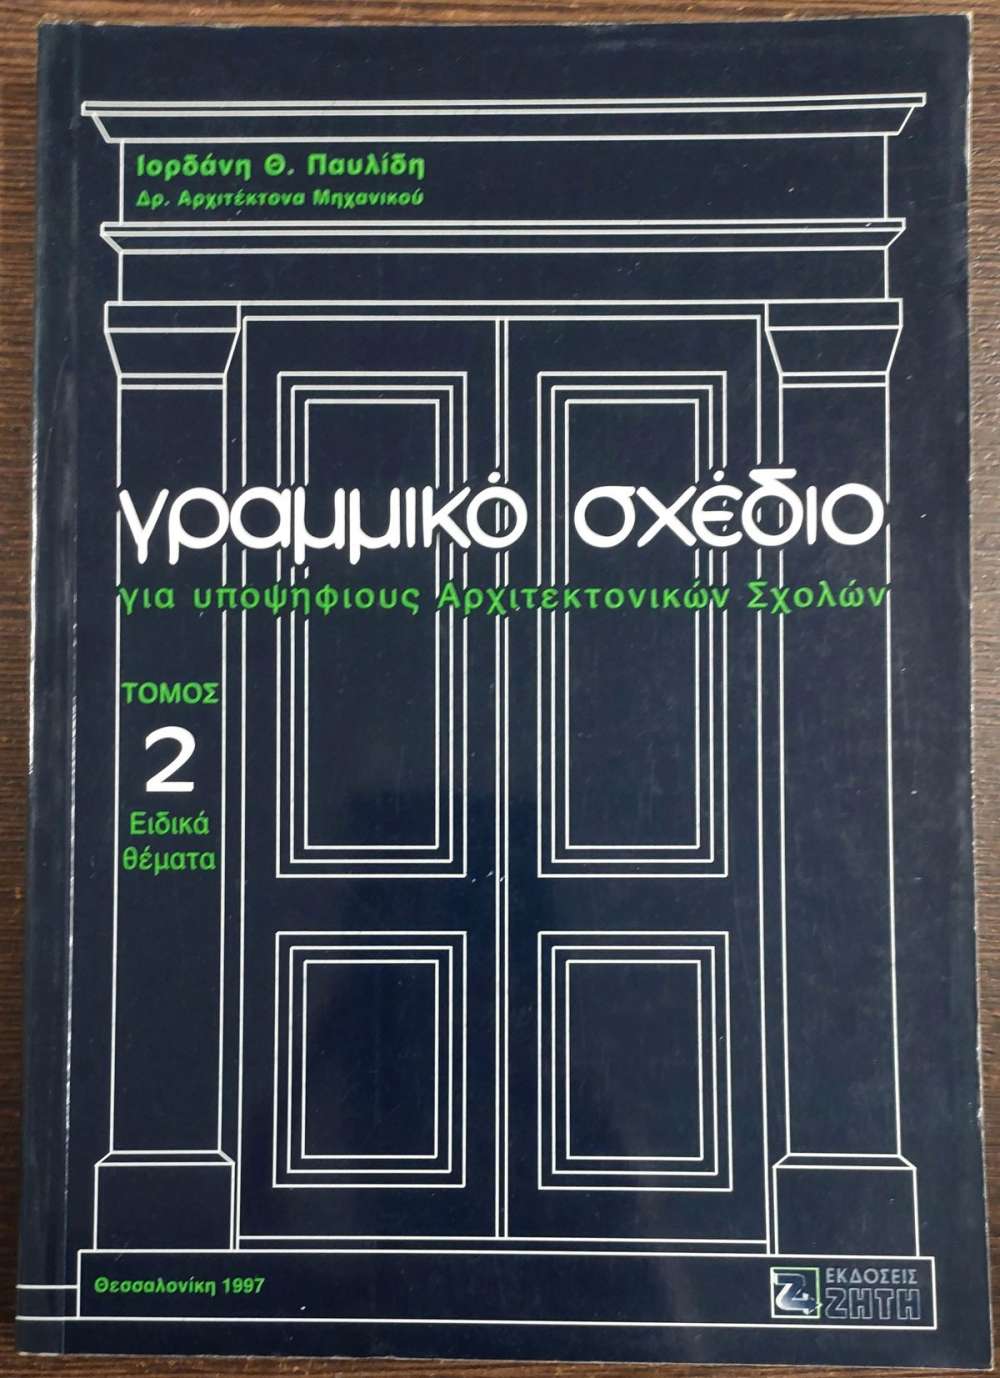 Ιορδάνη Θ. Παυλίδη
Δρ. Αρχιτέκτονα Μηχανικού
γραμμικό σχέδιο
για υποψήφιους Αρχιτεκτονικών Σχολών
ΤΟΜΟΣ
2
Ειδικά
θέματα
Θεσσαλονίκη 1997
ΕΚΔΟΣΕΙΣ
ΖΗΤΗ